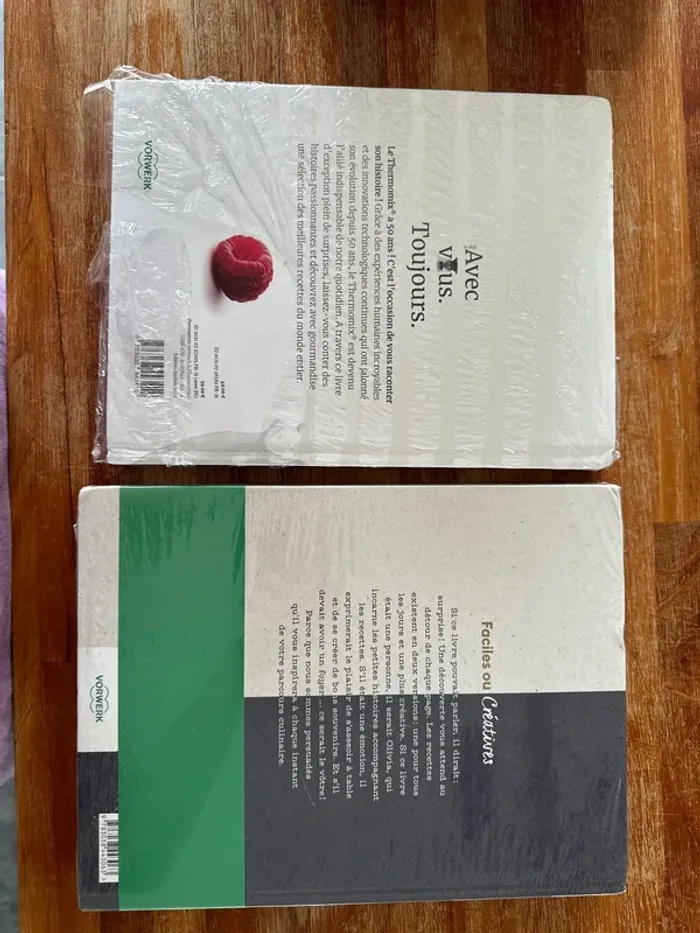 Avec
vous.
Toujours.
Le Thermomix® a 50 ans ! C'est l'occasion de vous raconter
son histoire ! Grâce à des expériences humaines incroyables
et des innovations technologiques continues qui ont jalonné
son évolution depuis 50 ans, le Thermomix® est devenu
l'allié indispensable de notre quotidien. A travers ce livre
d'exception plein de surprises, laissez-vous conter des
histoires passionnantes et découvrez avec gourmandise
une sélection des meilleures recettes du monde entier.
VORWERK
Faciles ou Créatives
Si ce livre pouvait parler, il dirait :
surprise! Une découverte vous attend au
détour de chaque page. Les recettes
existent en deux versions: une pour tous
les jours et une plus créative. Si ce livre
était une personne, il serait Olivia, qui
incarne les petites histoires accompagnant
les recettes. S'il était une émotion, il
exprimerait le plaisir de s'asseoir à table
et de se créer de bons souvenirs. Et s'il
devait avoir un foyer ... ce serait le vôtre!
Parce que nous sommes persuadés
qu'il vous inspirera à chaque instant
de votre parcours culinaire.
VORWERK